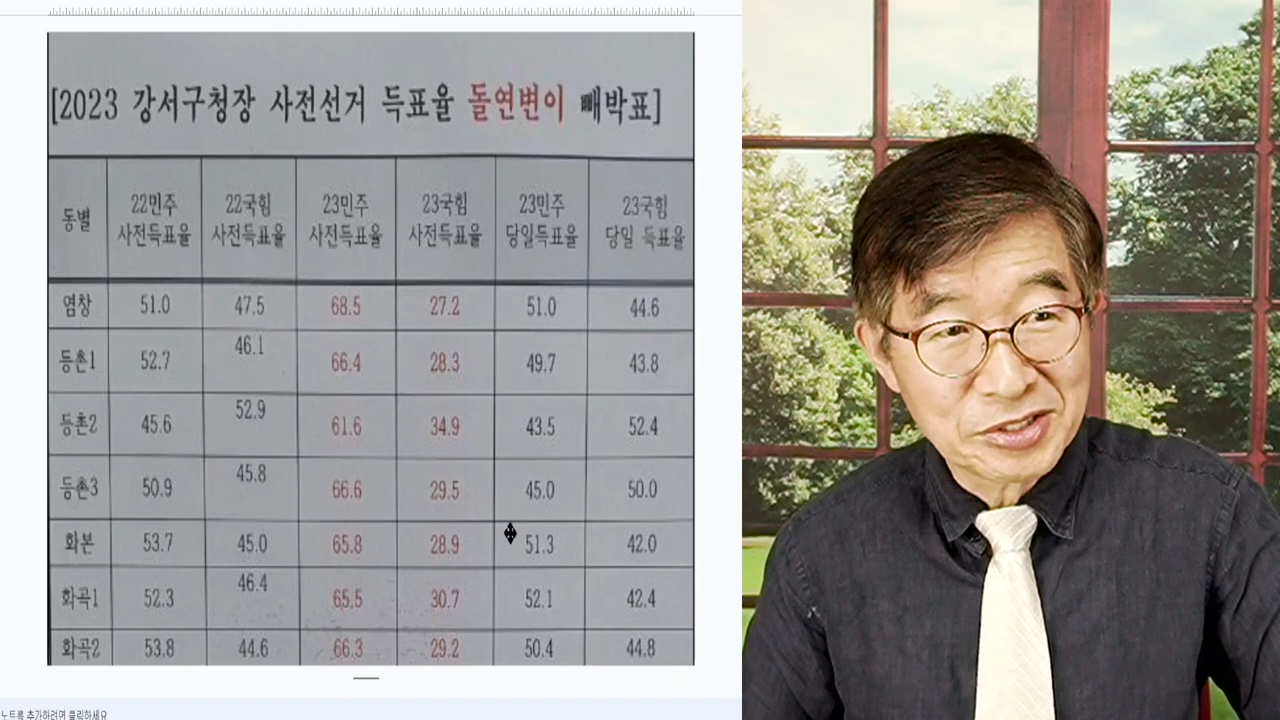 [2023 강서구청장 사전선거 득표율 돌연변이 빼박표]
동별 22민주 사전득표율 22국힘 사전득표율 23민주 사전득표율 23국힘 사전득표율 23민주 당일득표율 23국힘 당일 득표율
염창 51.0 47.5 68.5 27.2 51.0 44.6
등촌1 52.7 46.1 66.4 28.3 49.7 43.8
등촌2 45.6 52.9 61.6 34.9 43.5 52.4
등촌3 50.9 45.8 66.6 29.5 45.0 50.0
화본 53.7 45.0 65.8 28.9 51.3 42.0
화곡1 52.3 46.4 65.5 30.7 52.1 42.4
화곡2 53.8 44.6 66.3 29.2 50.4 44.8
노트를 추가하려면 클릭하세요